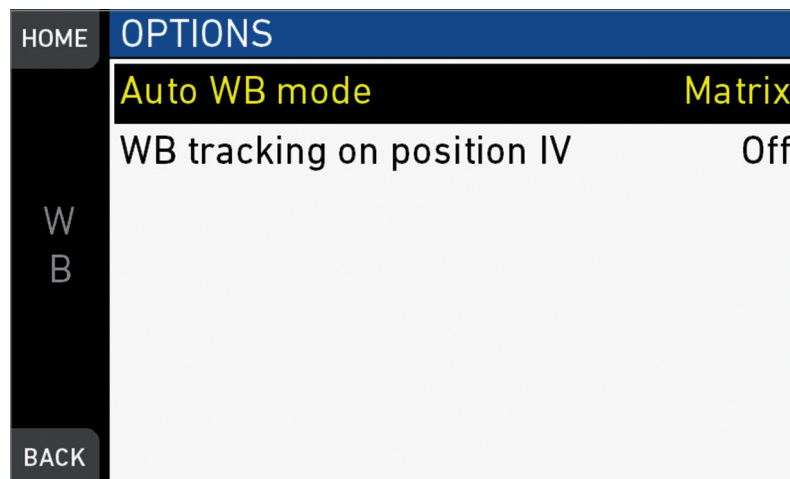 HOME OPTIONS
Auto WB mode Matrix
WB tracking on position IV Off
W
B
BACK